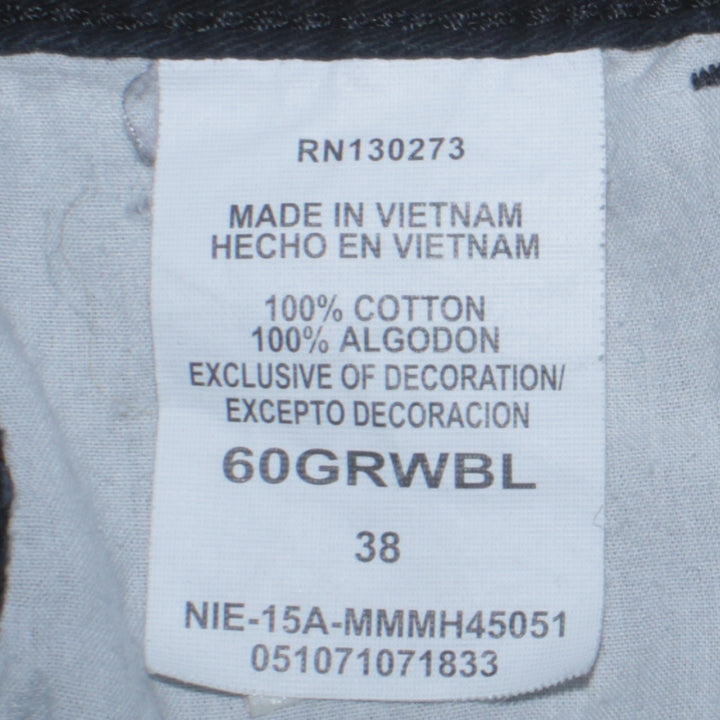 RN130273
MADE IN VIETNAM
HECHO EN VIETNAM
100% COTTON
100% ALGODON
EXCLUSIVE OF DECORATION/
EXCEPTO DECORACION
60GRWBL
38
NIE-15A-MMMH45051
051071071833